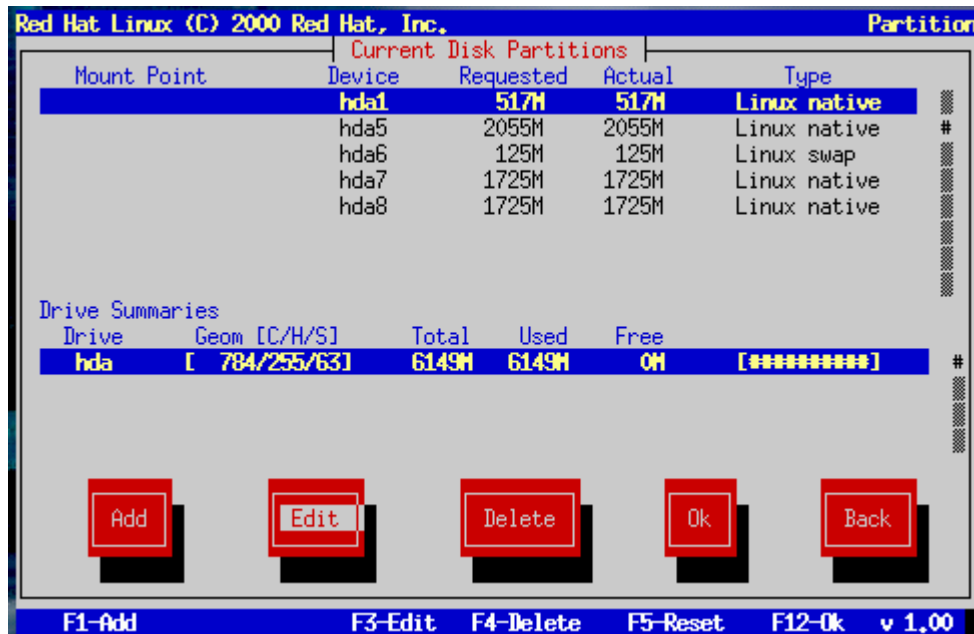 Red Hat Linux (C) 2000 Red Hat, Inc. Partition
Current Disk Partitions
Mount Point Device Requested Actual Type
hda1 517M 517M Linux native
hda5 2055M 2055M Linux native #
hda6 125M 125M Linux swap
hda7 1725M 1725M Linux native
hda8 1725M 1725M Linux native
Drive Summaries
Drive Geom [C/H/S] Total Used Free
hda [ 784/255/63] 6149M 6149M 0M [##########] #
Add Edit Delete Ok Back
F1-Add F3-Edit F4-Delete F5-Reset F12-Ok v 1.00